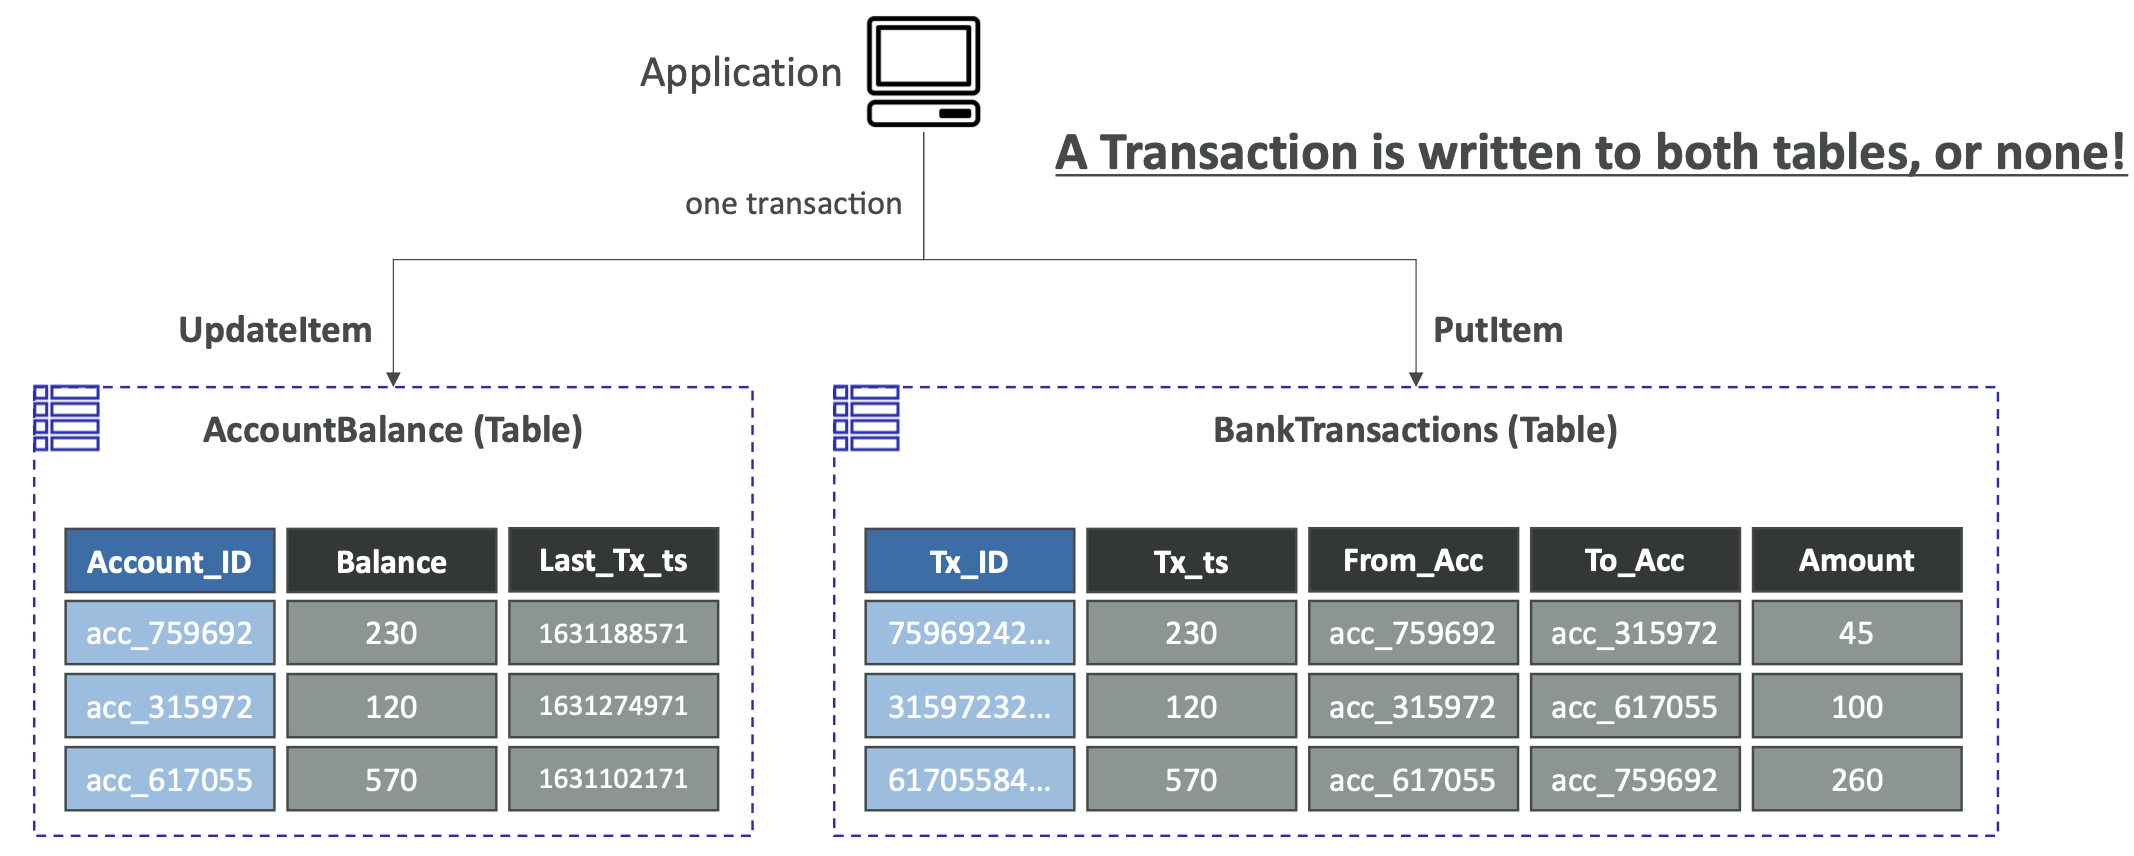 Application
A Transaction is written to both tables, or none!
one transaction
UpdateItem
PutItem
AccountBalance (Table)
BankTransactions (Table)
Account_ID Balance Last_Tx_ts
acc_759692 230 1631188571
acc_315972 120 1631274971
acc_617055 570 1631102171
Tx_ID Tx_ts From_Acc To_Acc Amount
75969242... 230 acc_759692 acc_315972 45
31597232... 120 acc_315972 acc_617055 100
61705584... 570 acc_617055 acc_759692 260